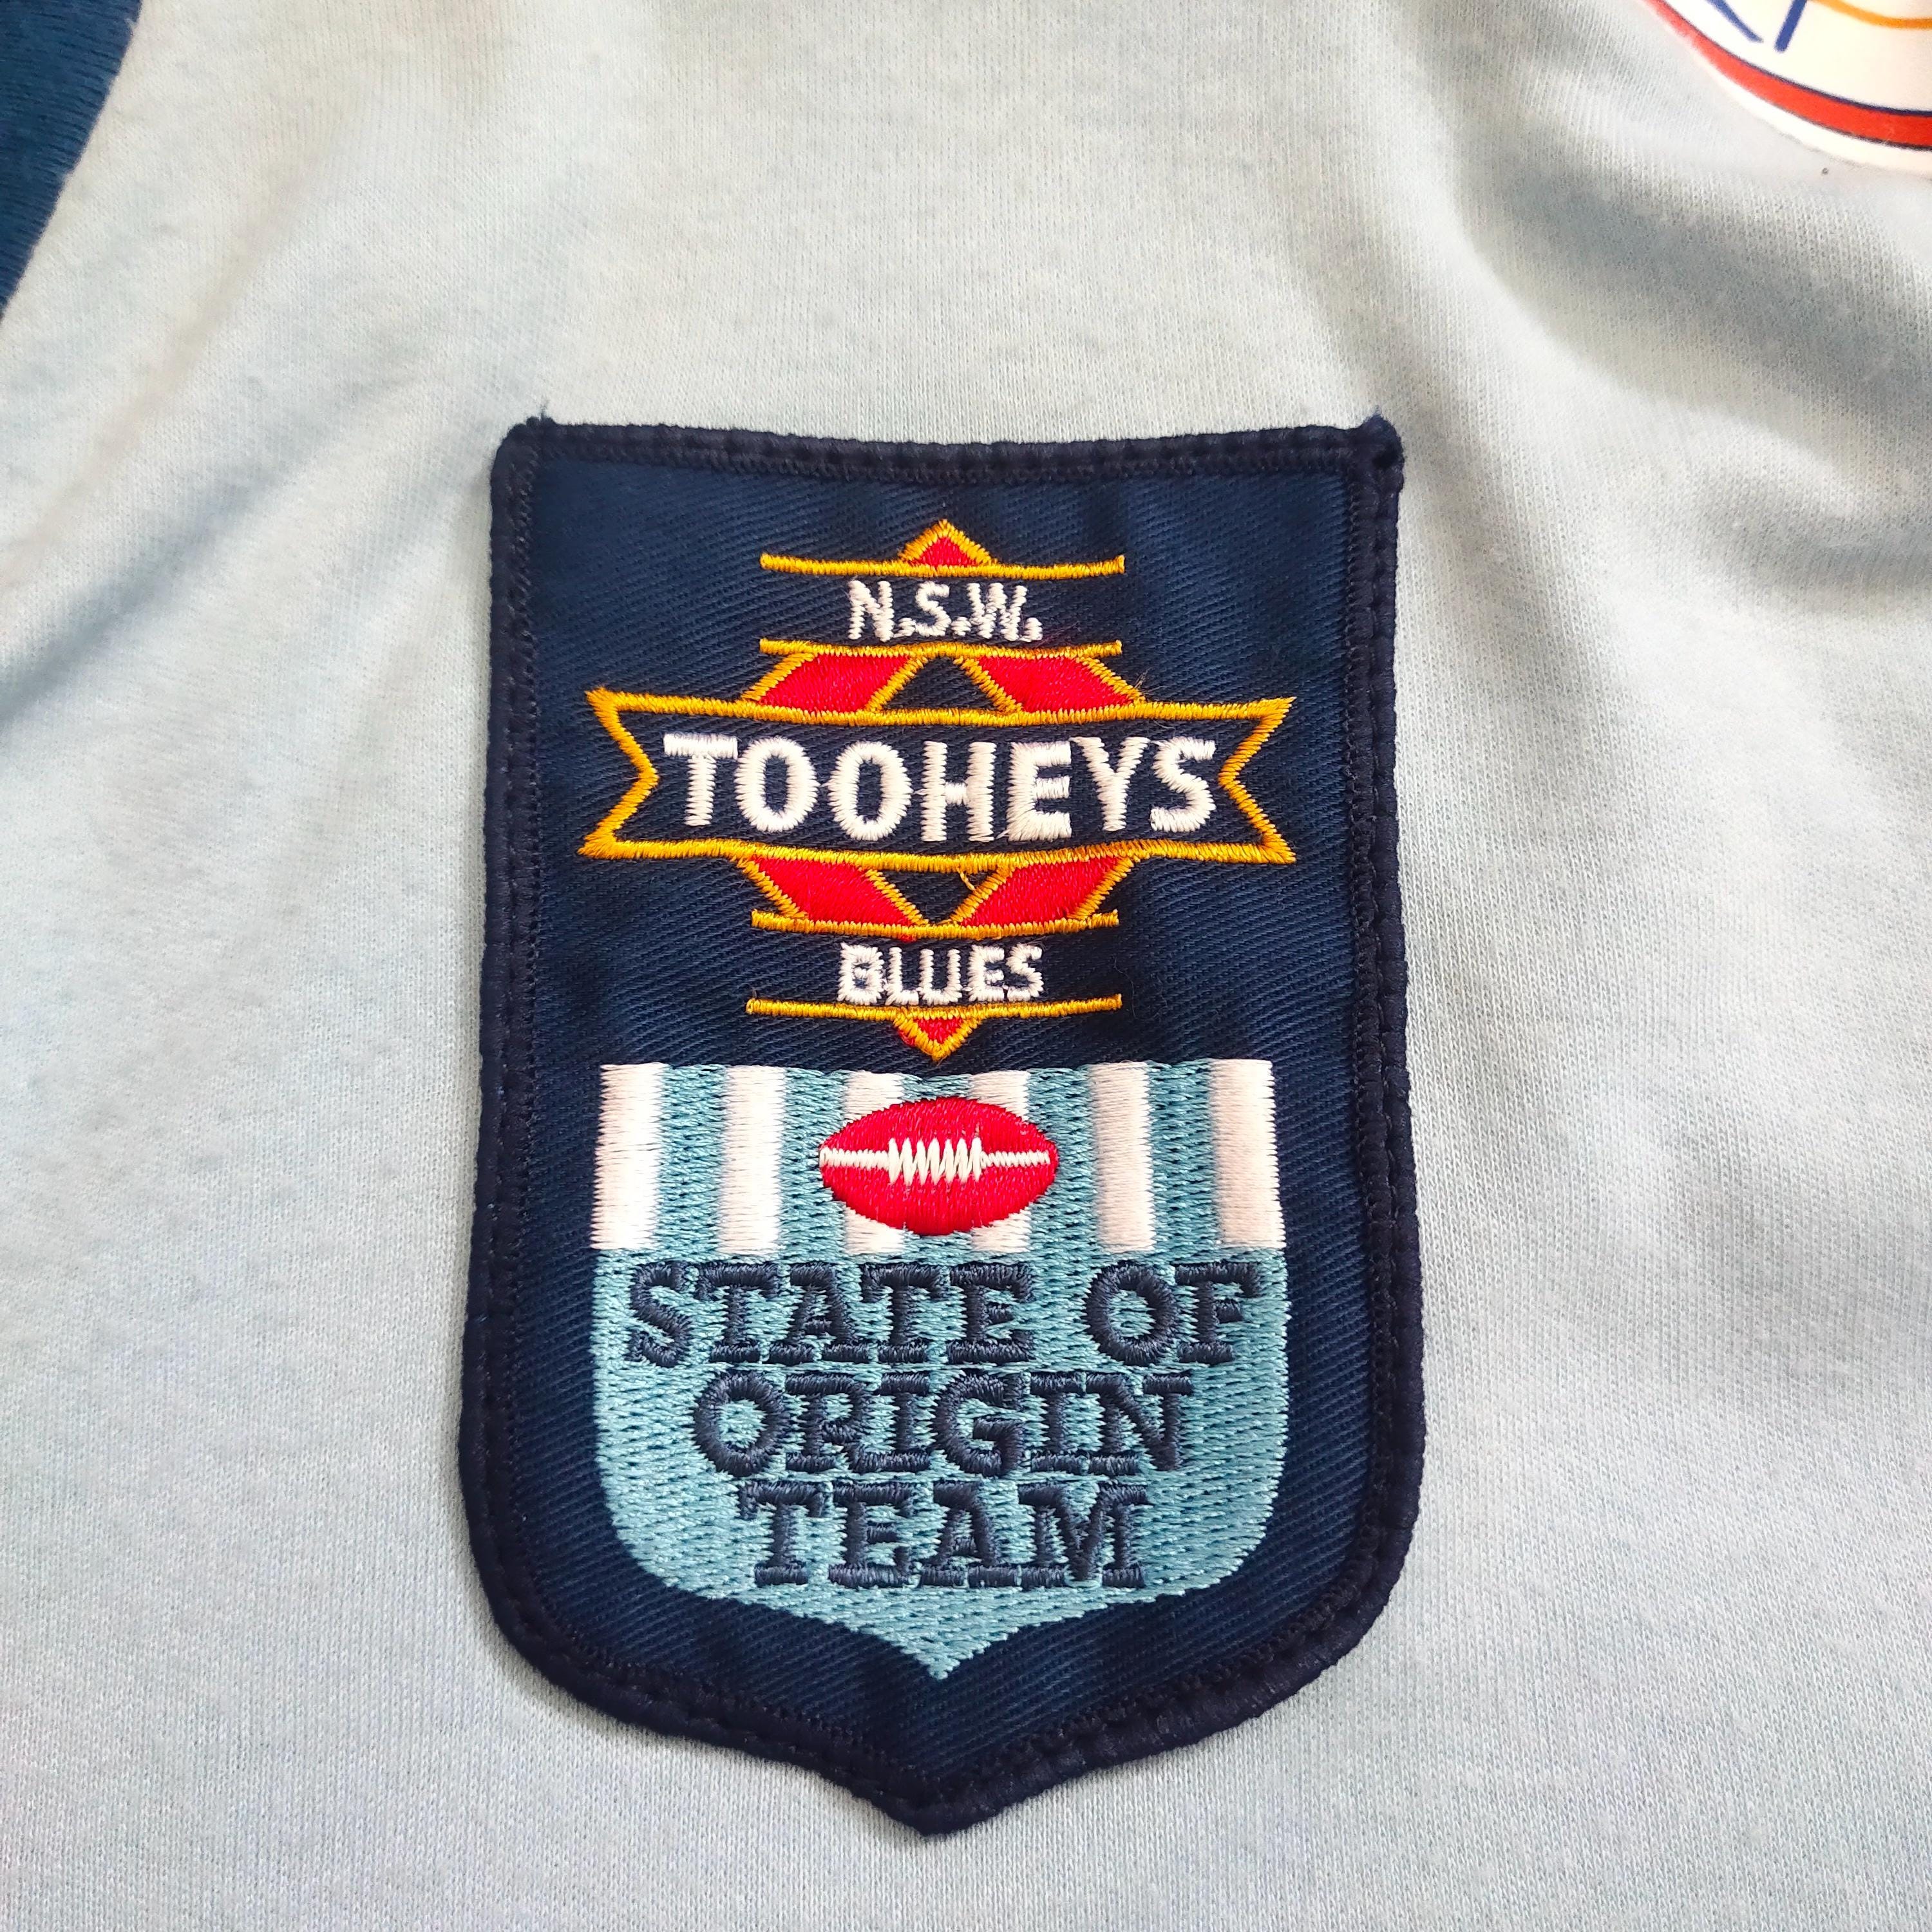 N.S.W.
TOOHEYS
BLUES
STATE OF
ORIGIN
TEAM